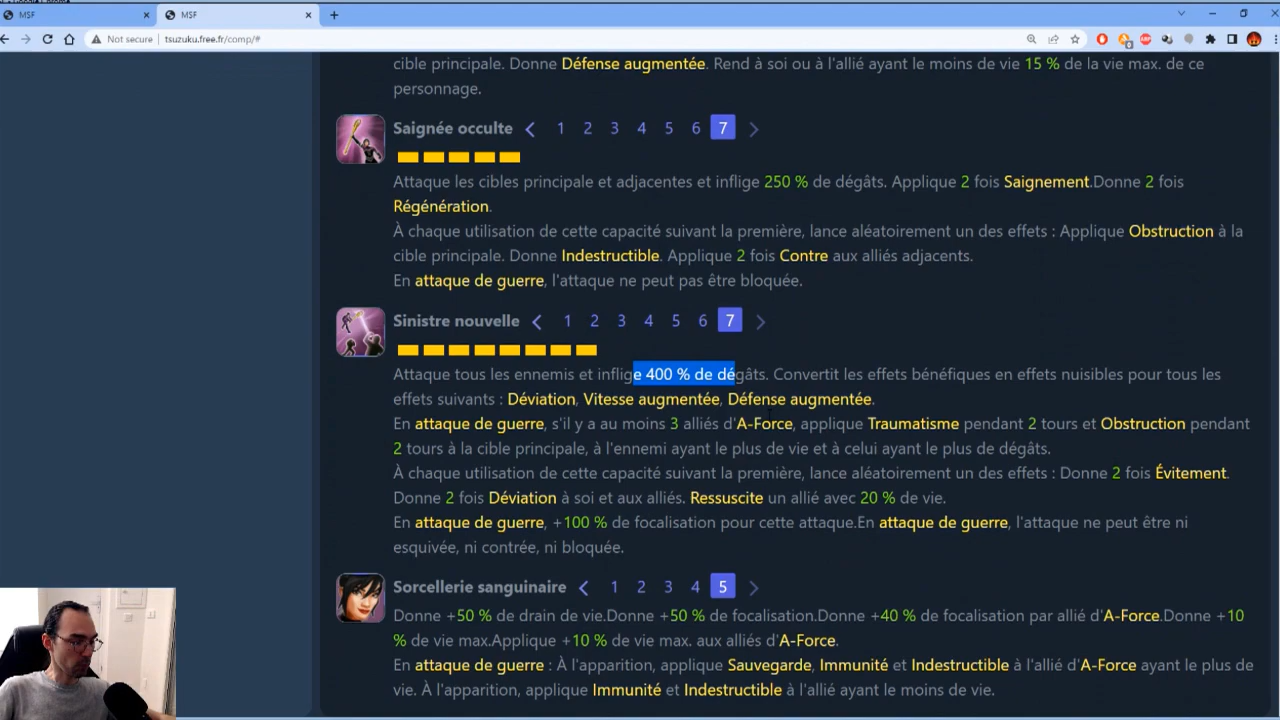 MSF
MSF
Not secure tsuzuku.free.fr/comp/#
cible principale. Donne Défense augmentée. Rend à soi ou à l'allié ayant le moins de vie 15 % de la vie max. de ce
personnage.
Saignée occulte 1 2 3 4 5 6 7
Attaque les cibles principale et adjacentes et inflige 250 % de dégâts. Applique 2 fois Saignement.Donne 2 fois
Régénération.
À chaque utilisation de cette capacité suivant la première, lance aléatoirement un des effets : Applique Obstruction à la
cible principale. Donne Indestructible. Applique 2 fois Contre aux alliés adjacents.
En attaque de guerre, l'attaque ne peut pas être bloquée.
Sinistre nouvelle 1 2 3 4 5 6 7
Attaque tous les ennemis et inflige 400 % de dégâts. Convertit les effets bénéfiques en effets nuisibles pour tous les
effets suivants : Déviation, Vitesse augmentée, Défense augmentée.
En attaque de guerre, s'il y a au moins 3 alliés d'A-Force, applique Traumatisme pendant 2 tours et Obstruction pendant
2 tours à la cible principale, à l'ennemi ayant le plus de vie et à celui ayant le plus de dégâts.
À chaque utilisation de cette capacité suivant la première, lance aléatoirement un des effets : Donne 2 fois Évitement.
Donne 2 fois Déviation à soi et aux alliés. Ressuscite un allié avec 20 % de vie.
En attaque de guerre, +100 % de focalisation pour cette attaque.En attaque de guerre, l'attaque ne peut être ni
esquivée, ni contrée, ni bloquée.
Sorcellerie sanguinaire 1 2 3 4 5
Donne +50 % de drain de vie.Donne +50 % de focalisation.Donne +40 % de focalisation par allié d'A-Force.Donne +10
% de vie max.Applique +10 % de vie max. aux alliés d'A-Force.
En attaque de guerre : À l'apparition, applique Sauvegarde, Immunité et Indestructible à l'allié d'A-Force ayant le plus de
vie. À l'apparition, applique Immunité et Indestructible à l'allié ayant le moins de vie.